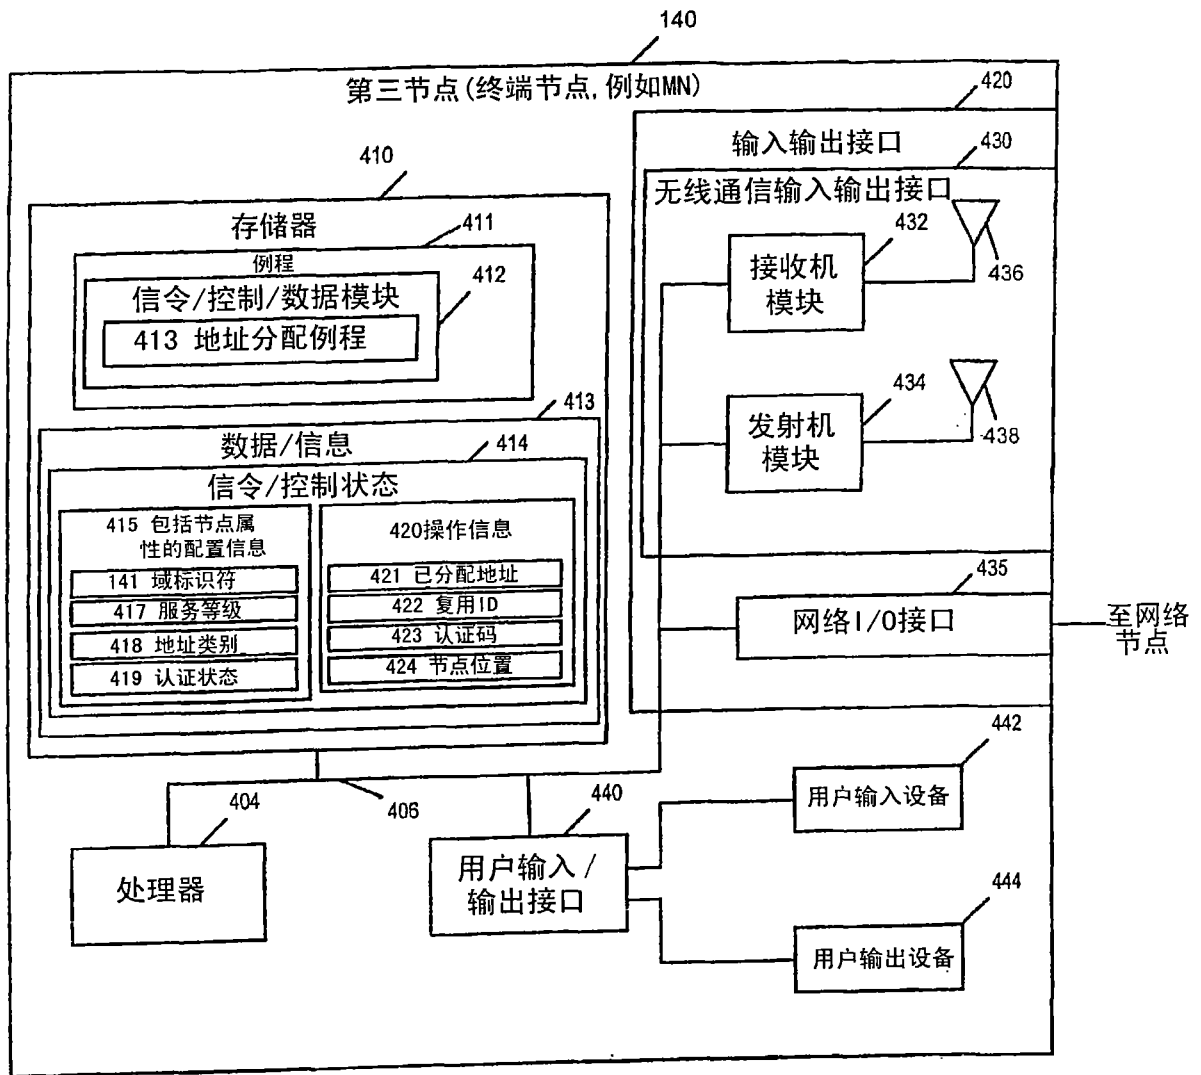 140
第三节点(终端节点,例如MN)
420
输入输出接口
430
无线通信输入输出接口
410
存储器
411
例程
412
信令/控制/数据模块
413 地址分配例程
接收机
模块
432
436
发射机
模块
434
438
413
数据/信息
414
信令/控制状态
415 包括节点属
性的配置信息
141 域标识符
417 服务等级
418 地址类别
419 认证状态
420操作信息
421 已分配地址
422 复用ID
423 认证码
424 节点位置
435
网络I/O接口
至网络
节点
404
处理器
406
440
用户输入/
输出接口
442
用户输入设备
444
用户输出设备